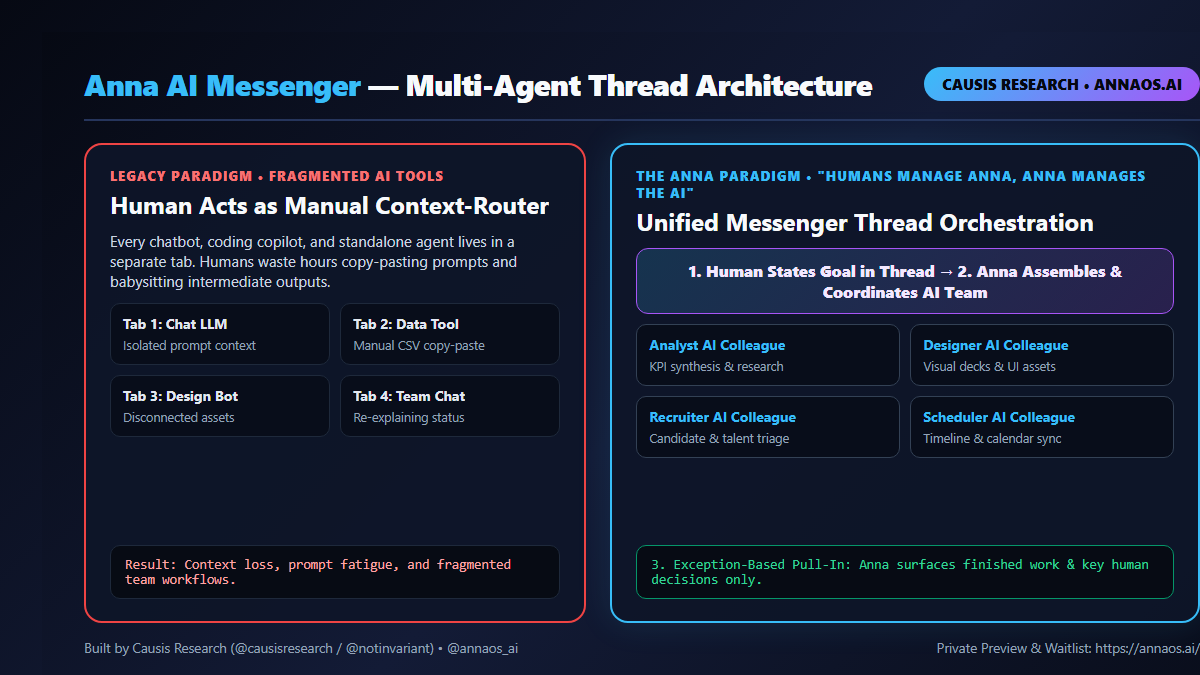 Anna AI Messenger — Multi-Agent Thread Architecture
CAUSIS RESEARCH • ANNAOS.AI
LEGACY PARADIGM • FRAGMENTED AI TOOLS
Human Acts as Manual Context-Router
Every chatbot, coding copilot, and standalone agent lives in a
separate tab. Humans waste hours copy-pasting prompts and
babysitting intermediate outputs.
Tab 1: Chat LLM
Isolated prompt context
Tab 2: Data Tool
Manual CSV copy-paste
Tab 3: Design Bot
Disconnected assets
Tab 4: Team Chat
Re-explaining status
Result: Context loss, prompt fatigue, and fragmented
team workflows.
THE ANNA PARADIGM • "HUMANS MANAGE ANNA, ANNA MANAGES
THE AI"
Unified Messenger Thread Orchestration
1. Human States Goal in Thread → 2. Anna Assembles &
Coordinates AI Team
Analyst AI Colleague
KPI synthesis & research
Designer AI Colleague
Visual decks & UI assets
Recruiter AI Colleague
Candidate & talent triage
Scheduler AI Colleague
Timeline & calendar sync
3. Exception-Based Pull-In: Anna surfaces finished work & key human
decisions only.
Built by Causis Research (@causisresearch / @notinvariant) • @annaos_ai
Private Preview & Waitlist: https://annaos.ai/